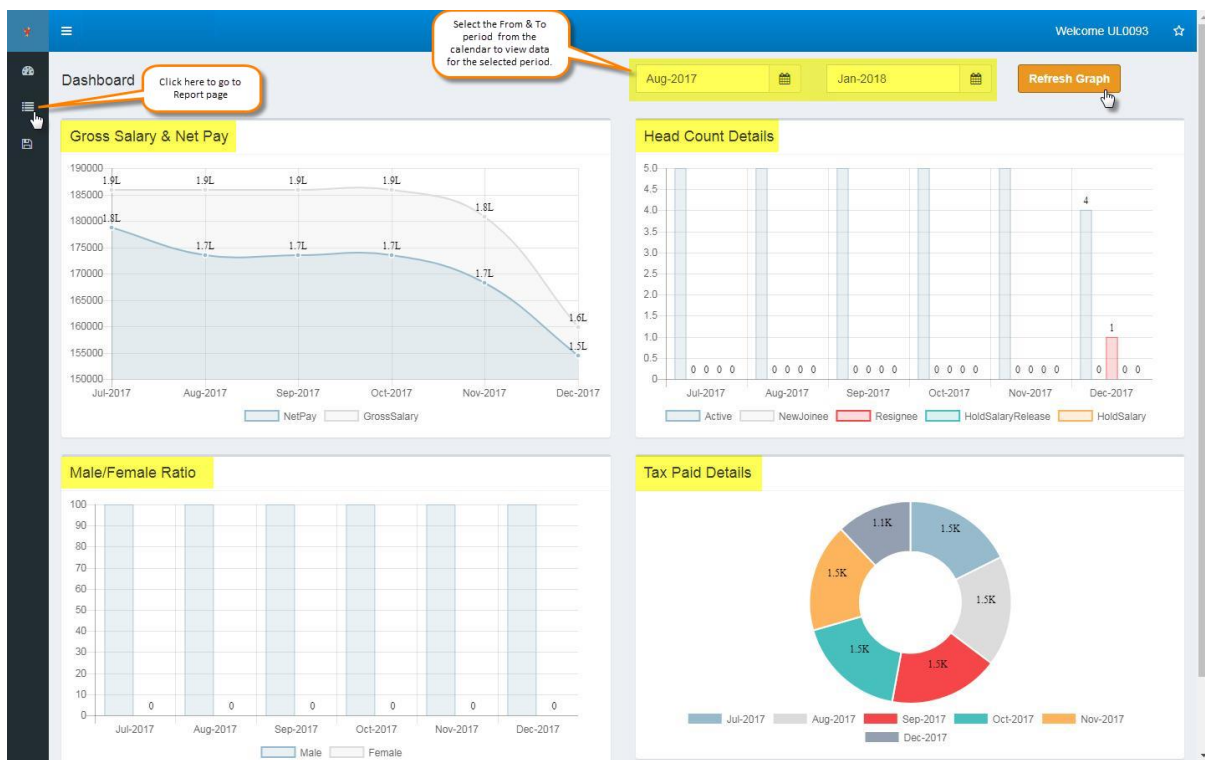 Welcome UL0093
Select the From & To
period from the
calendar to view data
for the selected period.
Dashboard
Click here to go to
Report page
Aug-2017
Jan-2018
Refresh Graph
Gross Salary & Net Pay
190000
185000
180000
175000
170000
165000
160000
155000
150000
1.9L 1.9L 1.9L 1.9L 1.8L 1.6L
1.8L 1.7L 1.7L 1.7L 1.7L 1.5L
Jul-2017 Aug-2017 Sep-2017 Oct-2017 Nov-2017 Dec-2017
NetPay GrossSalary
Head Count Details
5.0
4.5
4.0
3.5
3.0
2.5
2.0
1.5
1.0
0.5
0
4
1
0 0 0 0 0 0 0 0 0 0 0 0 0 0 0 0 0 0 0 0 0 0 0
Jul-2017 Aug-2017 Sep-2017 Oct-2017 Nov-2017 Dec-2017
Active NewJoinee Resignee HoldSalaryRelease HoldSalary
Male/Female Ratio
100
90
80
70
60
50
40
30
20
10
0
0 0 0 0 0 0
Jul-2017 Aug-2017 Sep-2017 Oct-2017 Nov-2017 Dec-2017
Male Female
Tax Paid Details
1.1K 1.5K
1.5K
1.5K
1.5K 1.5K
Jul-2017 Aug-2017 Sep-2017 Oct-2017 Nov-2017
Dec-2017